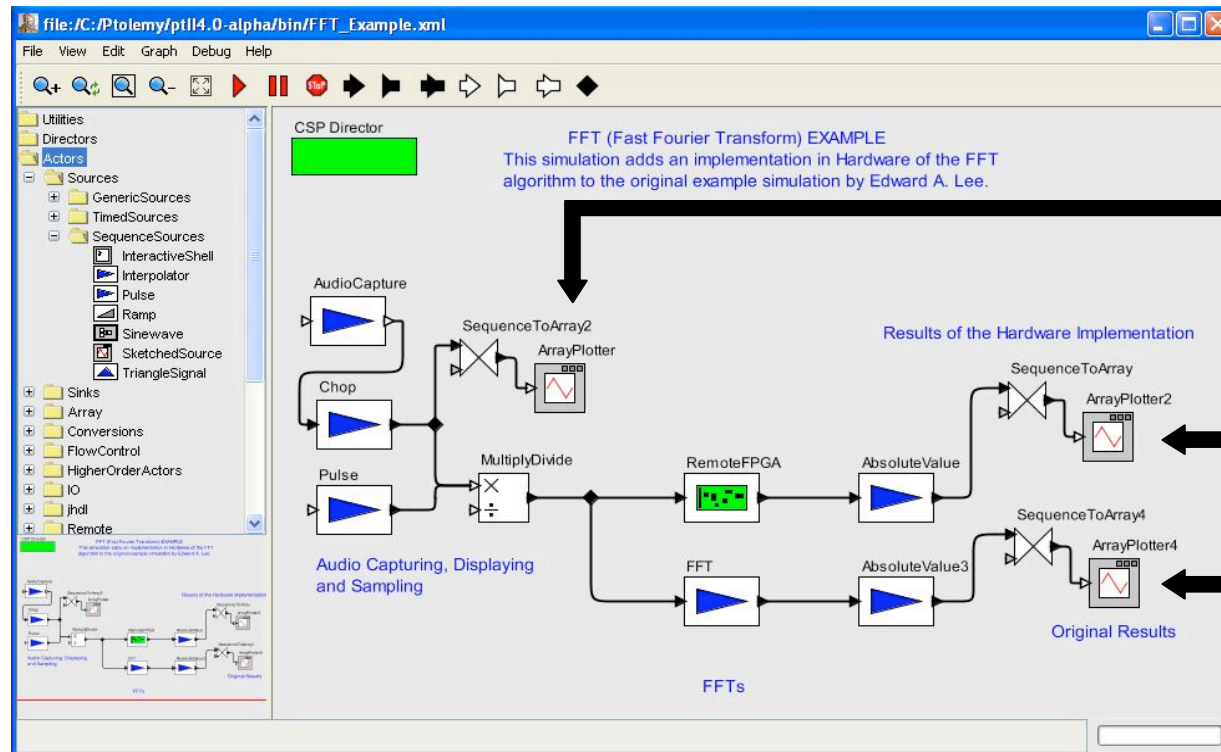 file:/C:/Ptolemy/ptII4.0-alpha/bin/FFT_Example.xml
File View Edit Graph Debug Help
STOP
Utilities
Directors
Actors
Sources
GenericSources
TimedSources
SequenceSources
InteractiveShell
Interpolator
Pulse
Ramp
Sinewave
SketchedSource
TriangleSignal
Sinks
Array
Conversions
FlowControl
HigherOrderActors
IO
jhdl
Remote
CSP Director
FFT (Fast Fourier Transform) EXAMPLE
This simulation adds an implementation in Hardware of the FFT
algorithm to the original example simulation by Edward A. Lee.
AudioCapture
SequenceToArray2
ArrayPlotter
Chop
Pulse
MultiplyDivide
Audio Capturing, Displaying
and Sampling
Results of the Hardware Implementation
SequenceToArray
ArrayPlotter2
RemoteFPGA
AbsoluteValue
SequenceToArray4
ArrayPlotter4
FFT
AbsoluteValue3
Original Results
FFTs